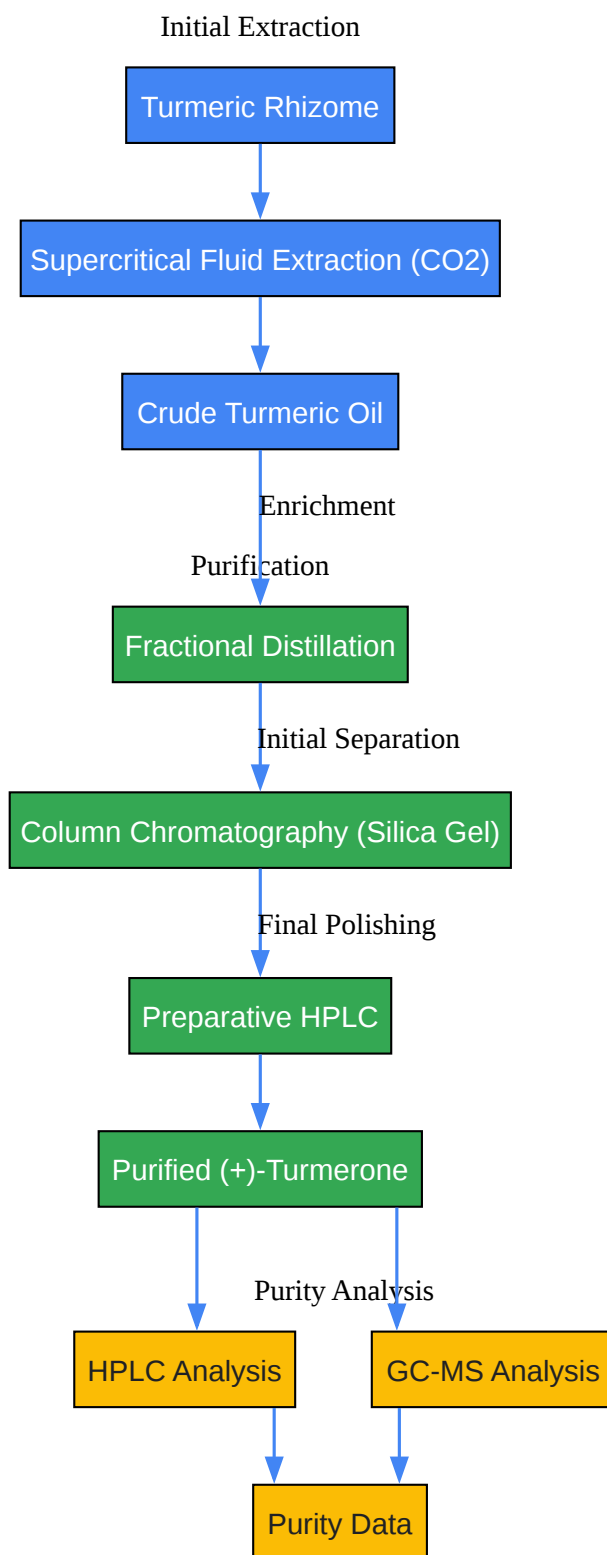 Initial Extraction
Turmeric Rhizome
Supercritical Fluid Extraction (CO2)
Crude Turmeric Oil
Enrichment
Purification
Fractional Distillation
Initial Separation
Column Chromatography (Silica Gel)
Final Polishing
Preparative HPLC
Purified (+)-Turmerone
Purity Analysis
HPLC Analysis
GC-MS Analysis
Purity Data